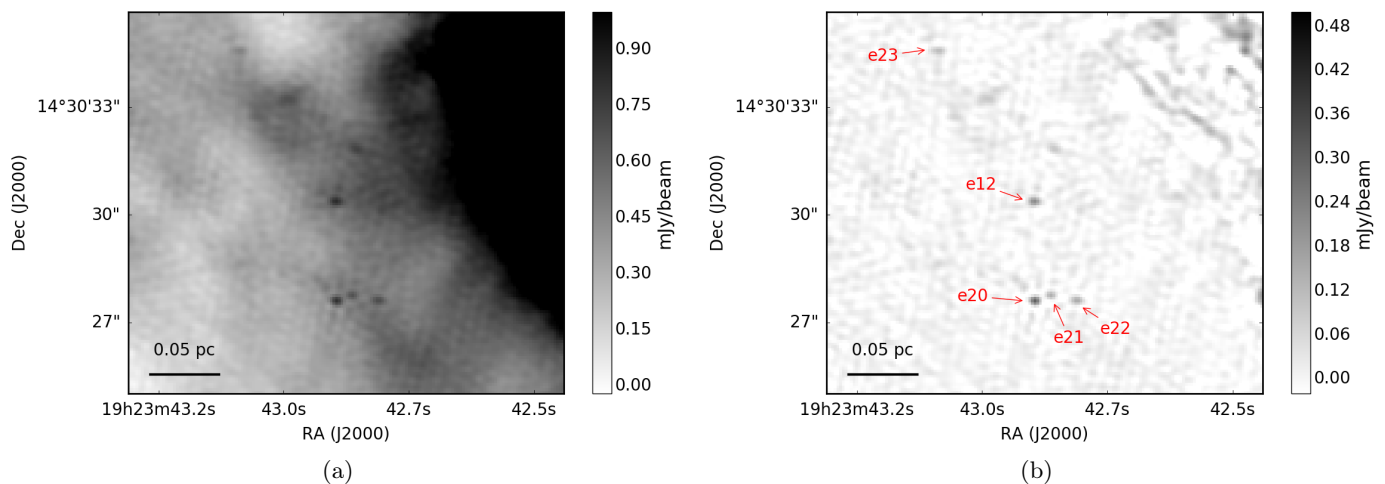 0.90
0.75
0.60
0.45
0.30
0.15
0.00
mJy/beam
14°30'33"
30"
27"
Dec (J2000)
0.05 pc
19h23m43.2s
43.0s
42.7s
42.5s
RA (J2000)
(a)
e23
e12
e20
e21
e22
0.48
0.42
0.36
0.30
0.24
0.18
0.12
0.06
0.00
mJy/beam
14°30'33"
30"
27"
Dec (J2000)
0.05 pc
19h23m43.2s
43.0s
42.7s
42.5s
RA (J2000)
(b)